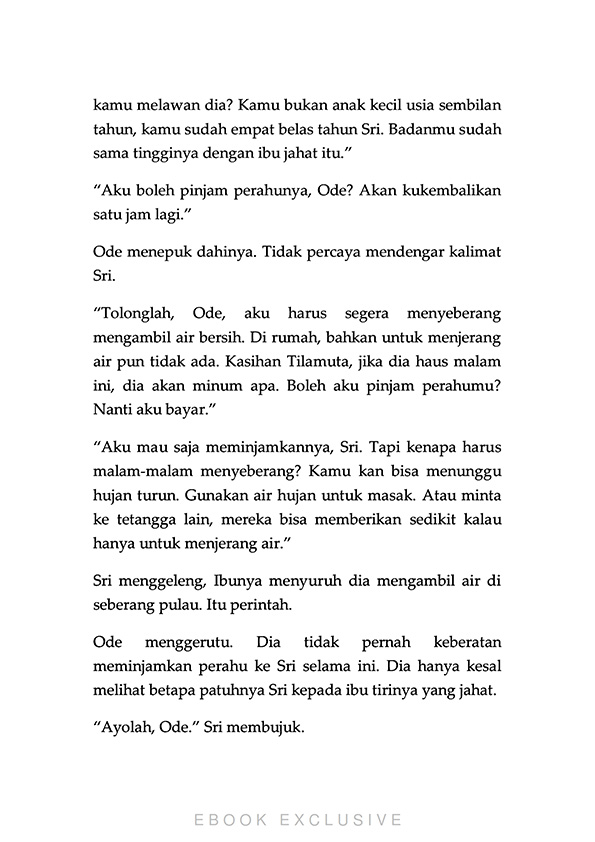 kamu melawan dia? Kamu bukan anak kecil usia sembilan
tahun, kamu sudah empat belas tahun Sri. Badanmu sudah
sama tingginya dengan ibu jahat itu.”
“Aku boleh pinjam perahunya, Ode? Akan kukembalikan
satu jam lagi.”
Ode menepuk dahinya. Tidak percaya mendengar kalimat
Sri.
“Tolonglah, Ode, aku harus segera menyeberang
mengambil air bersih. Di rumah, bahkan untuk menjerang
air pun tidak ada. Kasihan Tilamuta, jika dia haus malam
ini, dia akan minum apa. Boleh aku pinjam perahumu?
Nanti aku bayar.”
“Aku mau saja meminjamkannya, Sri. Tapi kenapa harus
malam-malam menyeberang? Kamu kan bisa menunggu
hujan turun. Gunakan air hujan untuk masak. Atau minta
ke tetangga lain, mereka bisa memberikan sedikit kalau
hanya untuk menjerang air.”
Sri menggeleng, Ibunya menyuruh dia mengambil air di
seberang pulau. Itu perintah.
Ode menggerutu. Dia tidak pernah keberatan
meminjamkan perahu ke Sri selama ini. Dia hanya kesal
melihat betapa patuhnya Sri kepada ibu tirinya yang jahat.
“Ayolah, Ode.” Sri membujuk.
EBOOK EXCLUSIVE